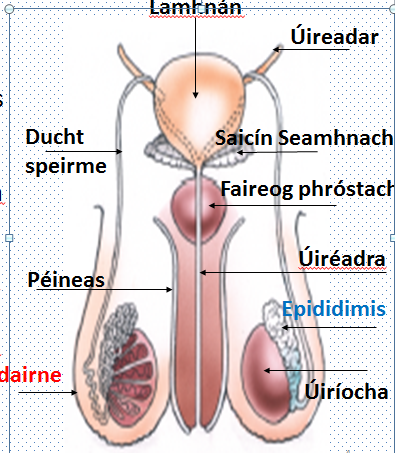 Lamhnán
Úireadar
Ducht
speirme
Saicín Seamhnach
Faireog phróstach
Úiréadra
Péineas
Epididimis
dairne
Úiríocha